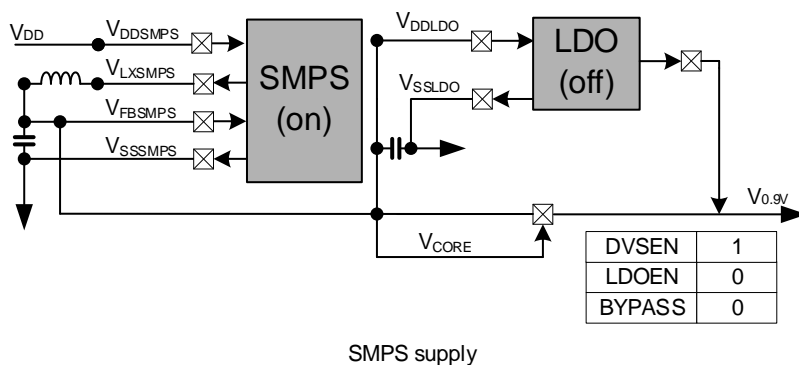 VDD
VDDSMPS
VLXSMPS
VFBSMPS
VSSSMPS
SMPS
(on)
VDDLDO
VSSLDO
LDO
(off)
VCORE
V0.9V
DVSEN 1
LDOEN 0
BYPASS 0
SMPS supply